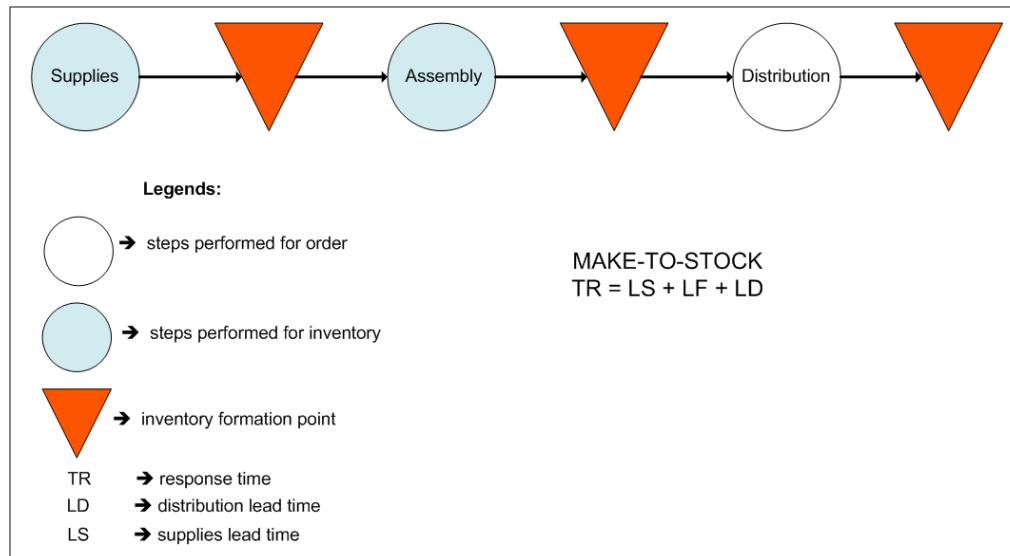 Supplies
Assembly
Distribution
Legends:
➔ steps performed for order
MAKE-TO-STOCK
TR = LS + LF + LD
➔ steps performed for inventory
➔ inventory formation point
TR ➔ response time
LD ➔ distribution lead time
LS ➔ supplies lead time